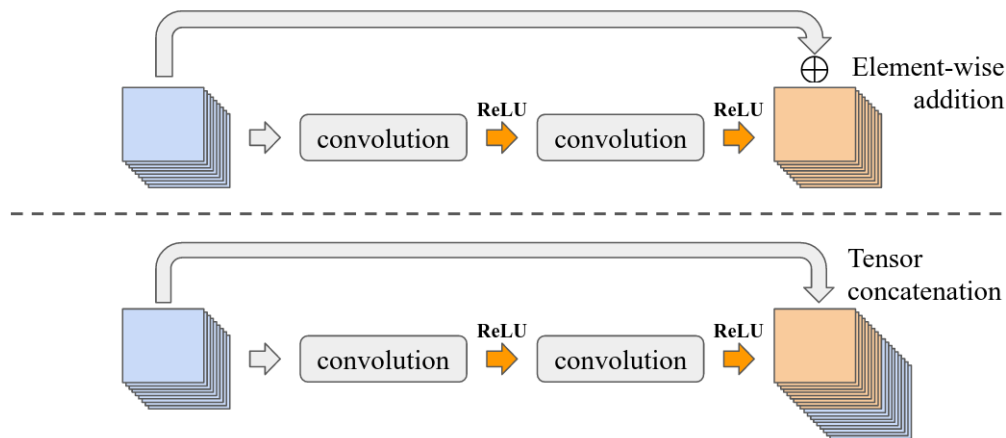 Element-wise
addition
convolution
ReLU
convolution
ReLU
Tensor
concatenation
convolution
ReLU
convolution
ReLU